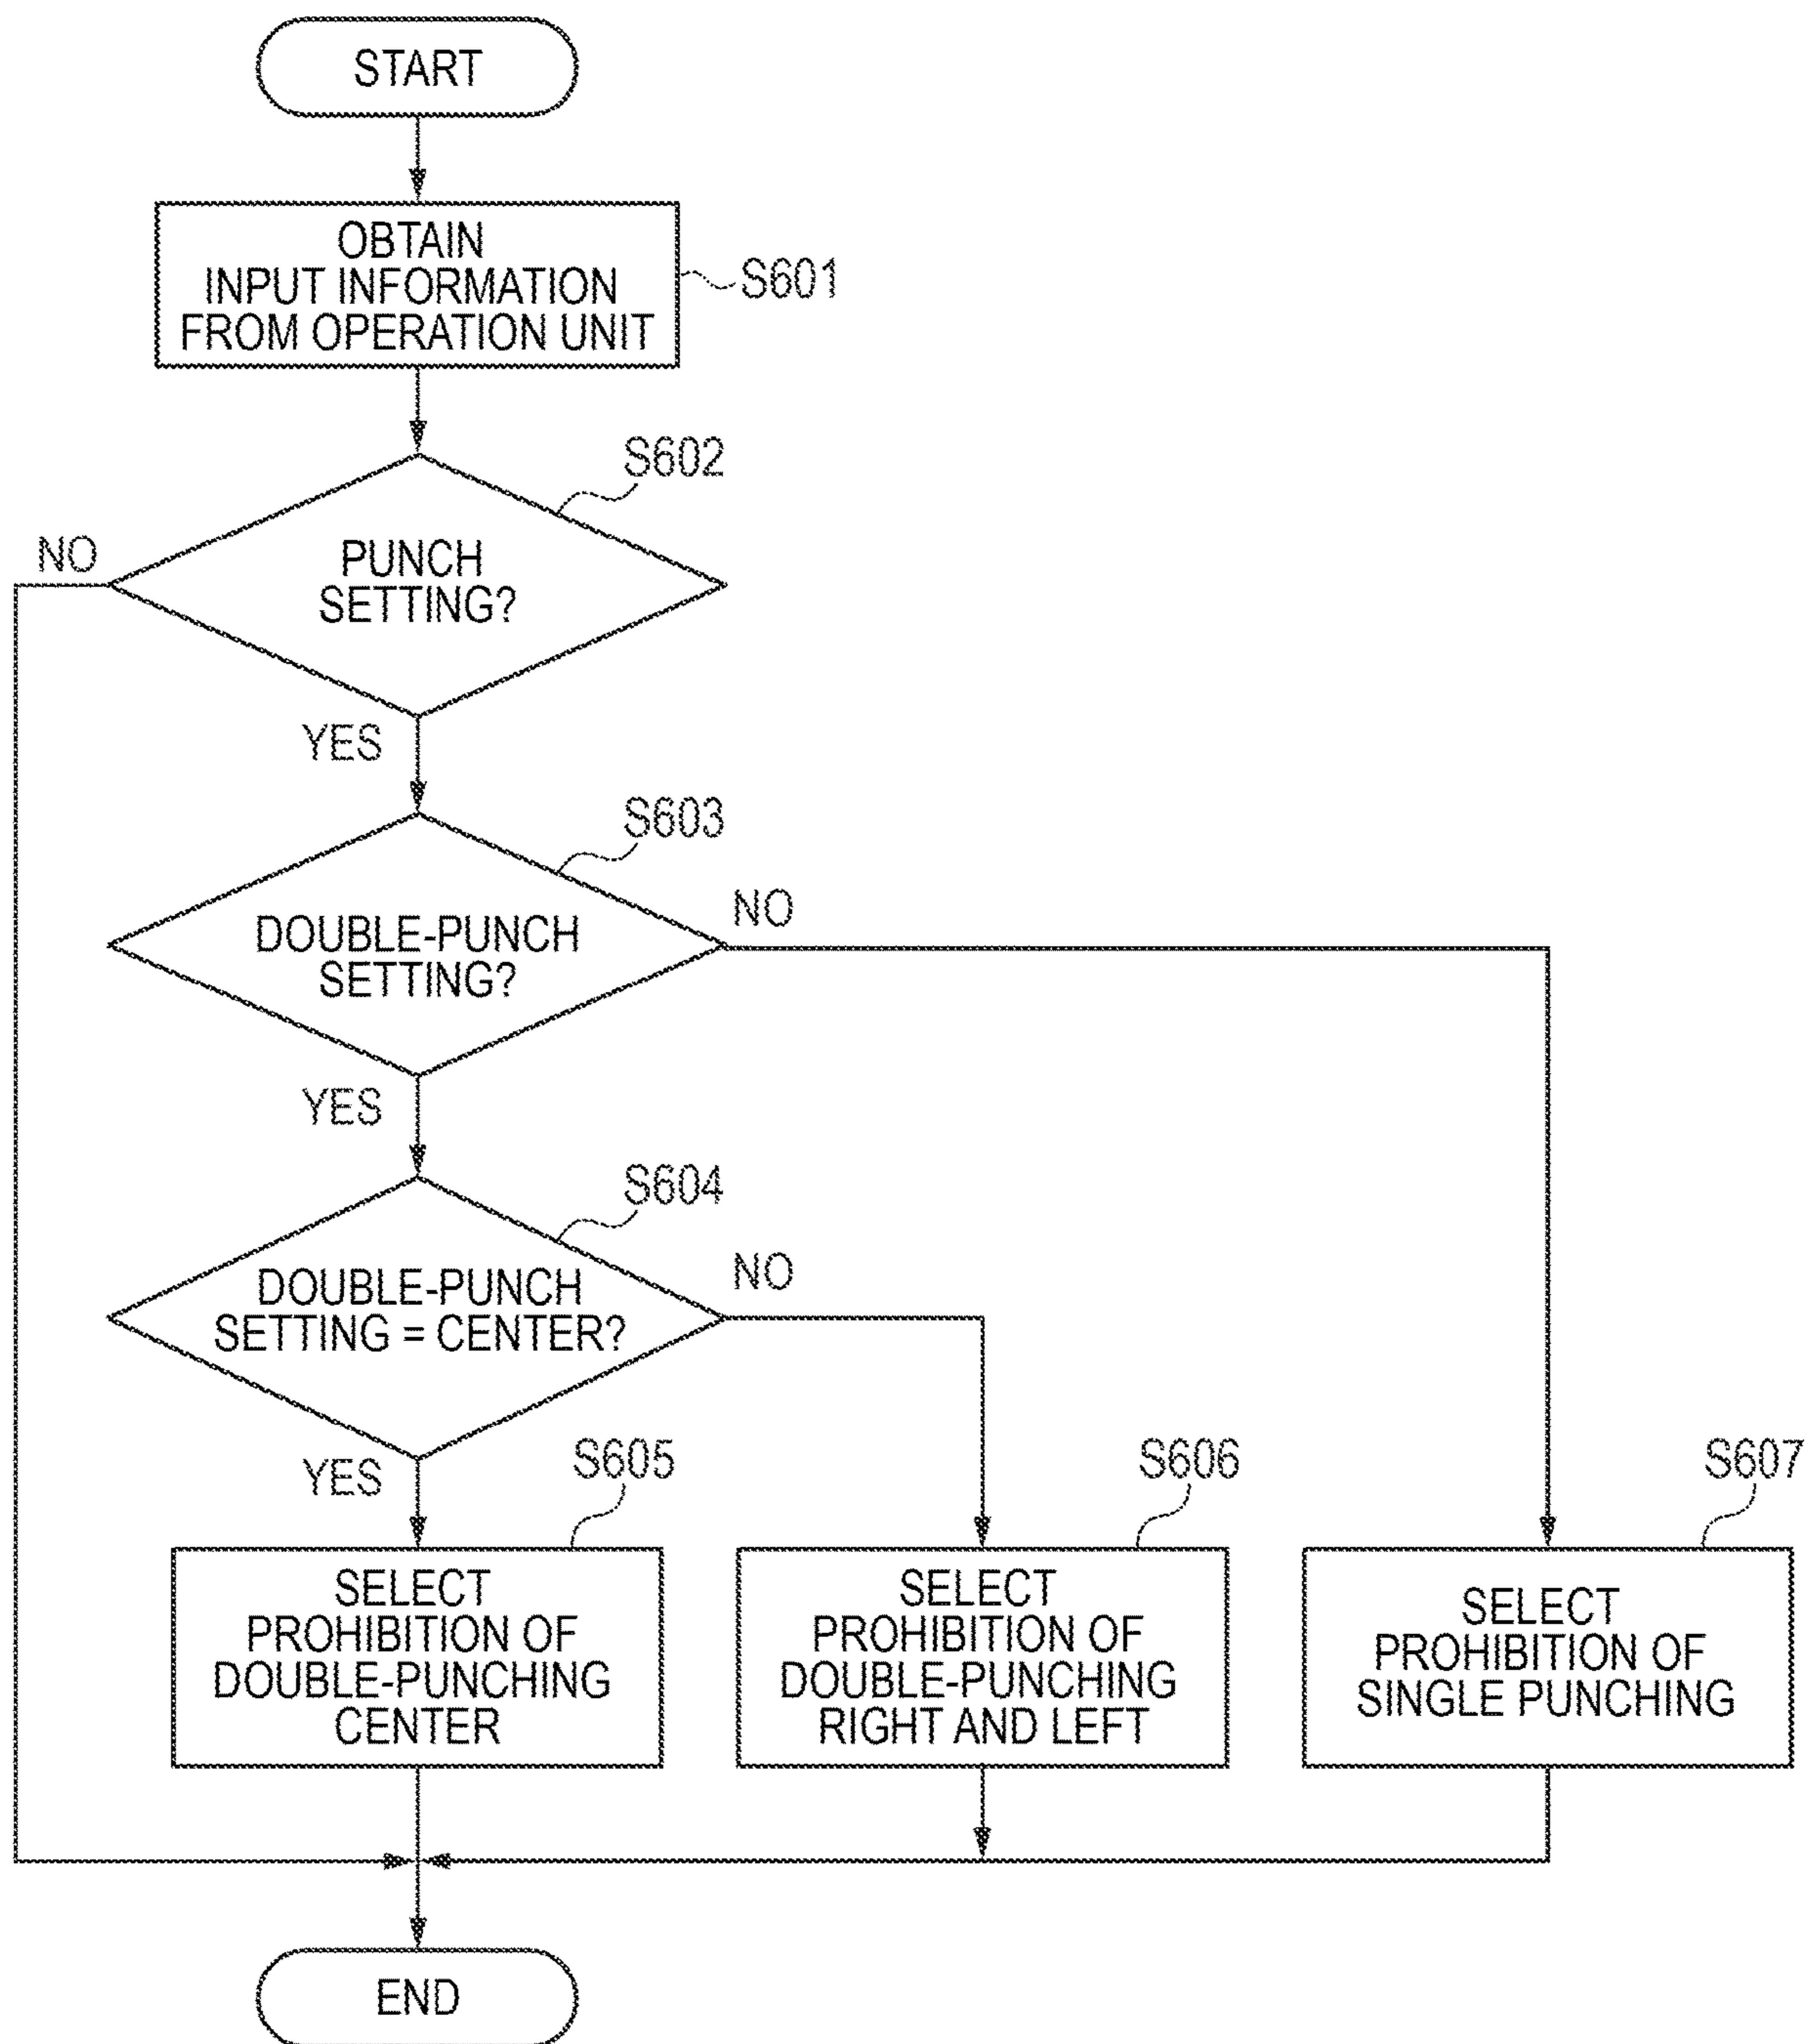 START
OBTAIN
INPUT INFORMATION
FROM OPERATION UNIT
S601
S602
NO
PUNCH
SETTING?
YES
S603
NO
DOUBLE-PUNCH
SETTING?
YES
S604
NO
DOUBLE-PUNCH
SETTING = CENTER?
YES
S605
SELECT
PROHIBITION OF
DOUBLE-PUNCHING
CENTER
S606
SELECT
PROHIBITION OF
DOUBLE-PUNCHING
RIGHT AND LEFT
S607
SELECT
PROHIBITION OF
SINGLE PUNCHING
END